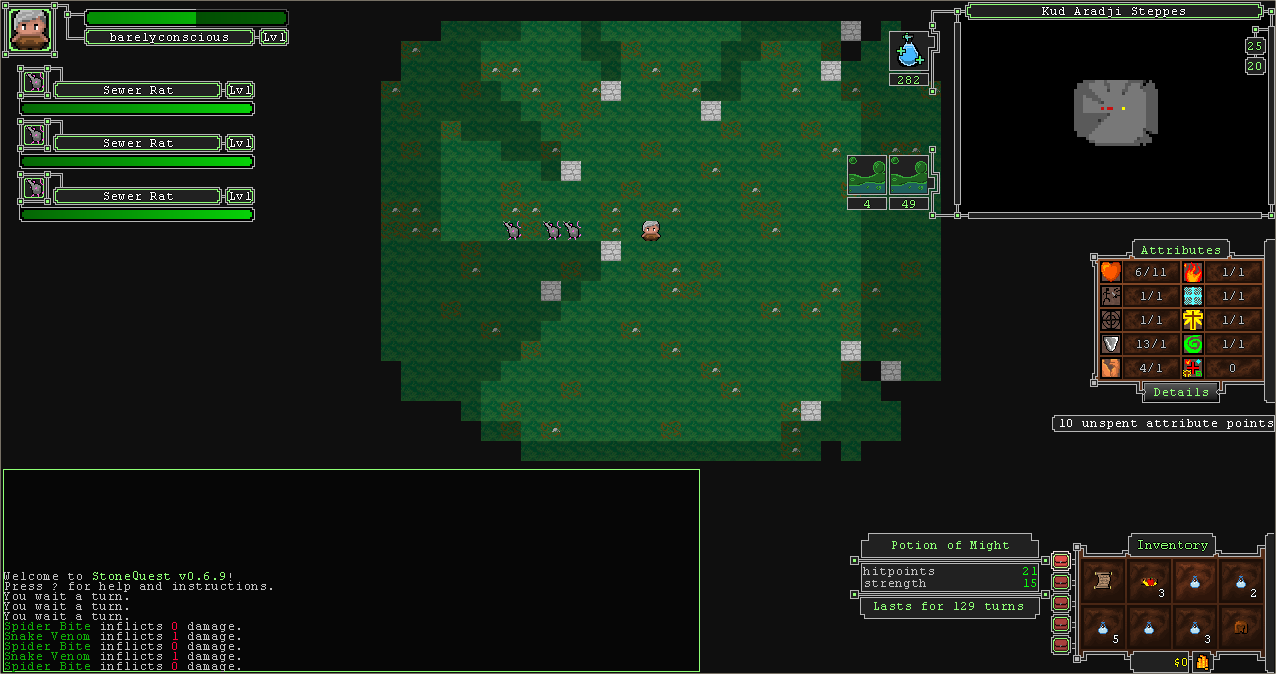 Kud Aradji Steppes
barelyconscious Lv1
25
20
282
Sewer Rat Lv1
Sewer Rat Lv1
Sewer Rat Lv1
4 49
Attributes
6/11 1/1
1/1 1/1
1/1 1/1
13/1 1/1
4/1 0
Details
10 unspent attribute points
Potion of Might
hitpoints 21
strength 15
Lasts for 129 turns
Inventory
3 2
5 3
$0
Welcome to StoneQuest v0.6.9!
Press ? for help and instructions.
You wait a turn.
You wait a turn.
You wait a turn.
Spider Bite inflicts 0 damage.
Snake Venom inflicts 1 damage.
Spider Bite inflicts 0 damage.
Snake Venom inflicts 1 damage.
Spider Bite inflicts 0 damage.